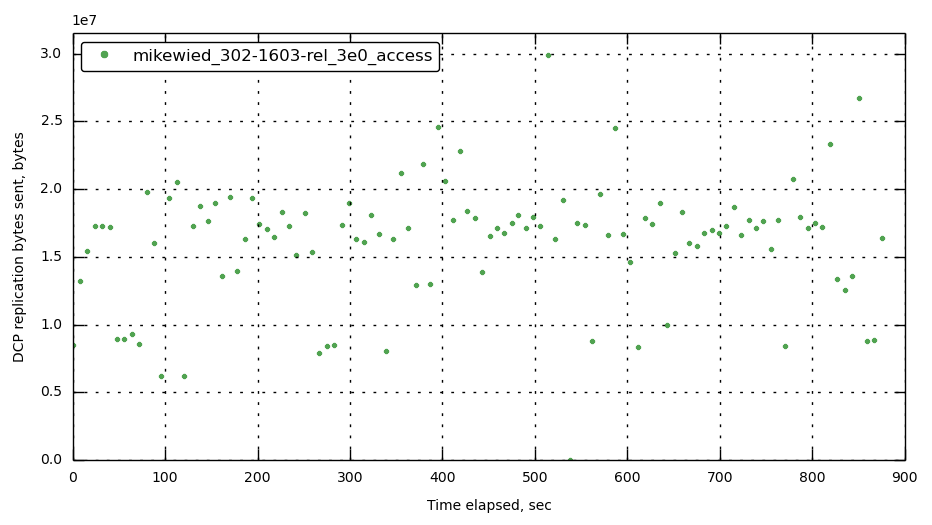 1e7
mikewied_302-1603-rel_3e0_access
3.0
2.5
2.0
1.5
1.0
0.5
0.0
DCP replication bytes sent, bytes
0 100 200 300 400 500 600 700 800 900
Time elapsed, sec